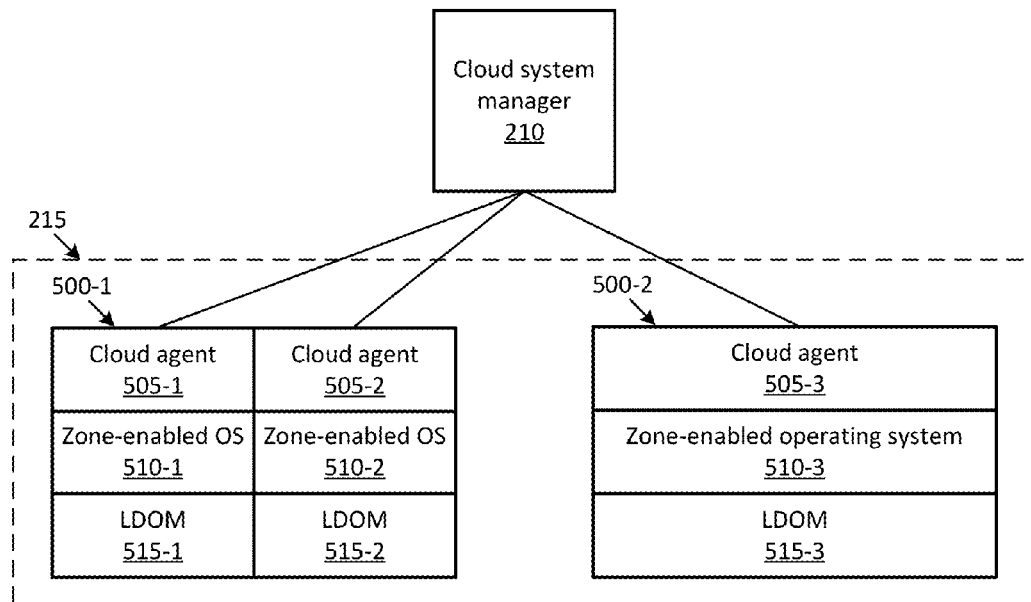 Cloud system
manager
210
215
500-1
500-2
Cloud agent
505-1
Cloud agent
505-2
Cloud agent
505-3
Zone-enabled OS
510-1
Zone-enabled OS
510-2
Zone-enabled operating system
510-3
LDOM
515-1
LDOM
515-2
LDOM
515-3